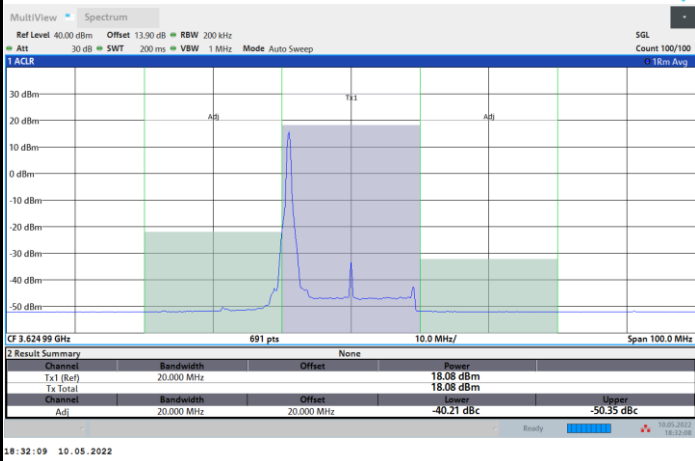 MultiView Spectrum
Ref Level 40.00 dBm Offset 13.90 dB RBW 200 kHz SGL
Att 30 dB SWT 200 ms VBW 1 MHz Mode Auto Sweep Count 100/100
1 ACLR 1Rm Avg
30 dBm
Tx1
20 dBm
Adj Adj
10 dBm
0 dBm
-10 dBm
-20 dBm
-30 dBm
-40 dBm
-50 dBm
CF 3.624 99 GHz 691 pts 10.0 MHz/ Span 100.0 MHz
2 Result Summary None
Channel Bandwidth Offset Power
Tx1 (Ref) 20.000 MHz 18.08 dBm
Tx Total 18.08 dBm
Channel Bandwidth Offset Lower Upper
Adj 20.000 MHz 20.000 MHz -40.21 dBc -50.35 dBc
Ready 10.05.2022
18:32:08
18:32:09 10.05.2022